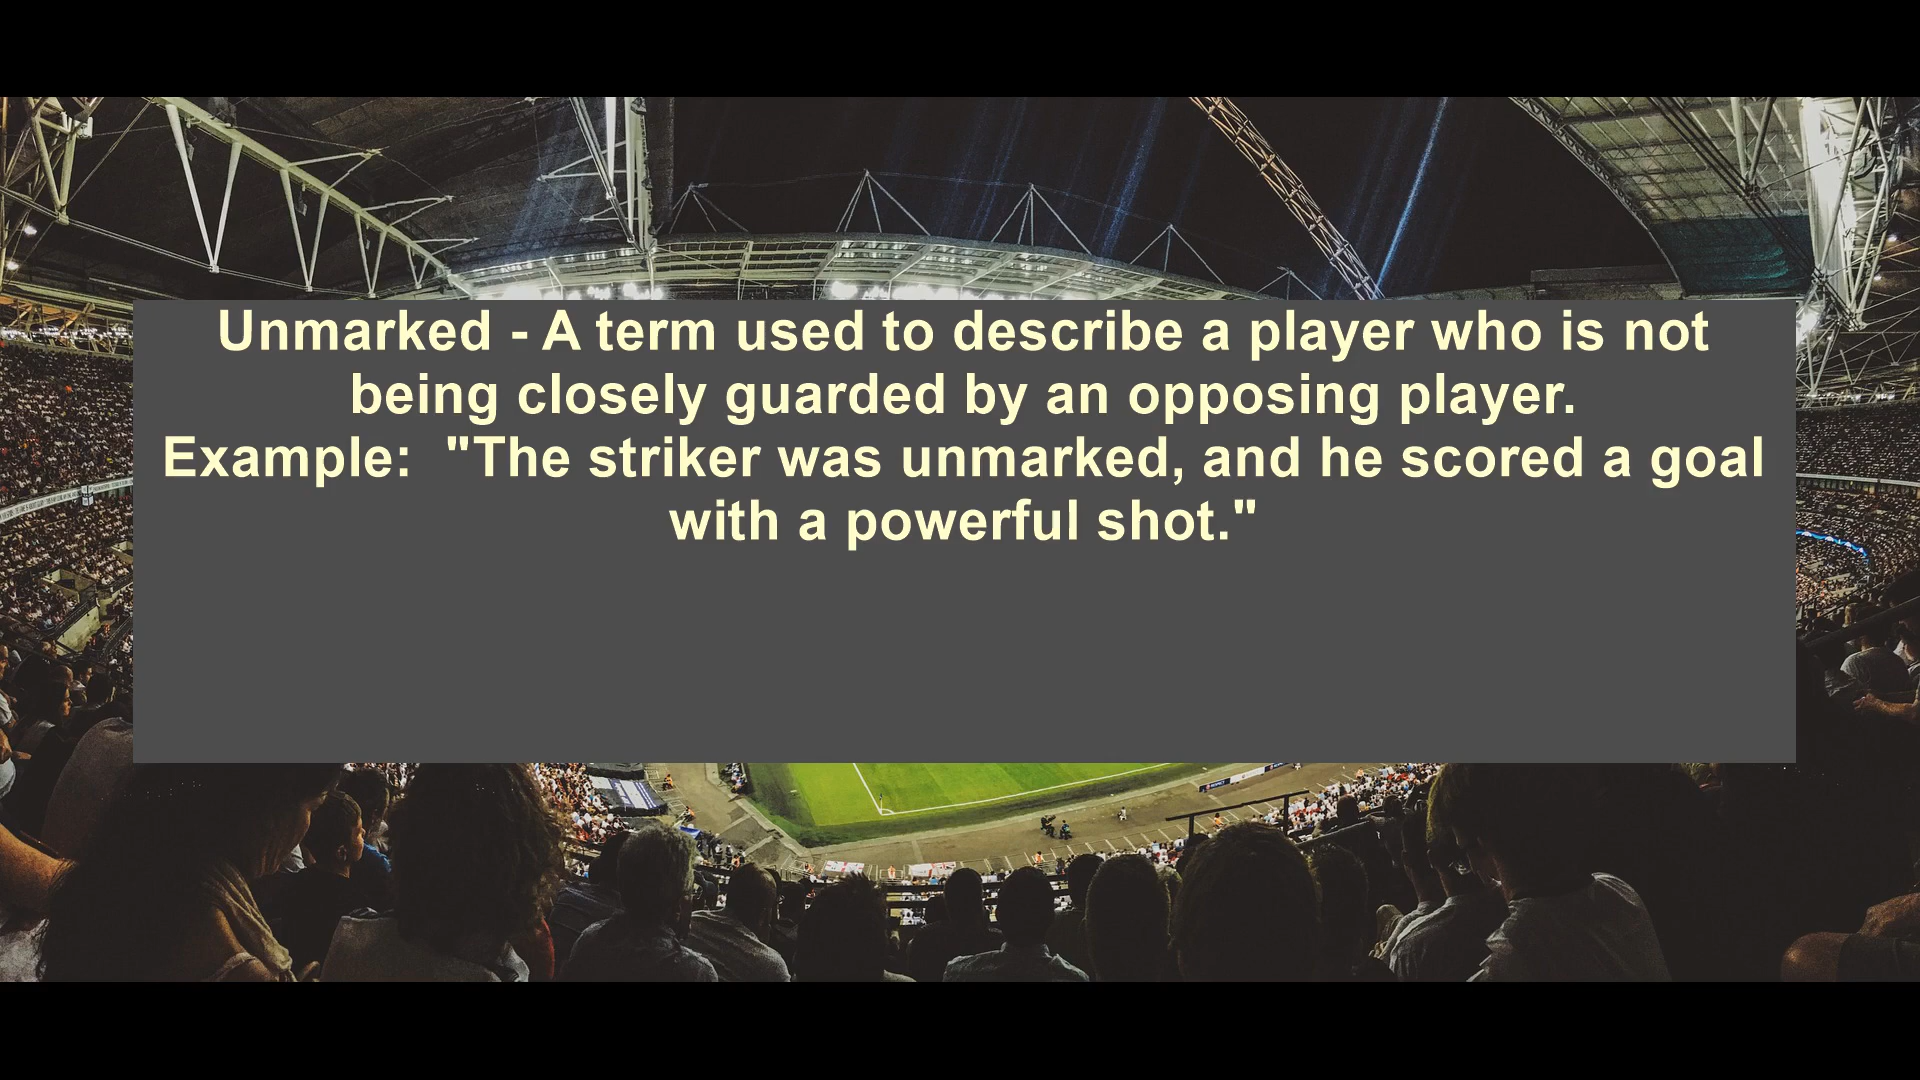 Unmarked - A term used to describe a player who is not
being closely guarded by an opposing player.
Example:  "The striker was unmarked, and he scored a goal
with a powerful shot."